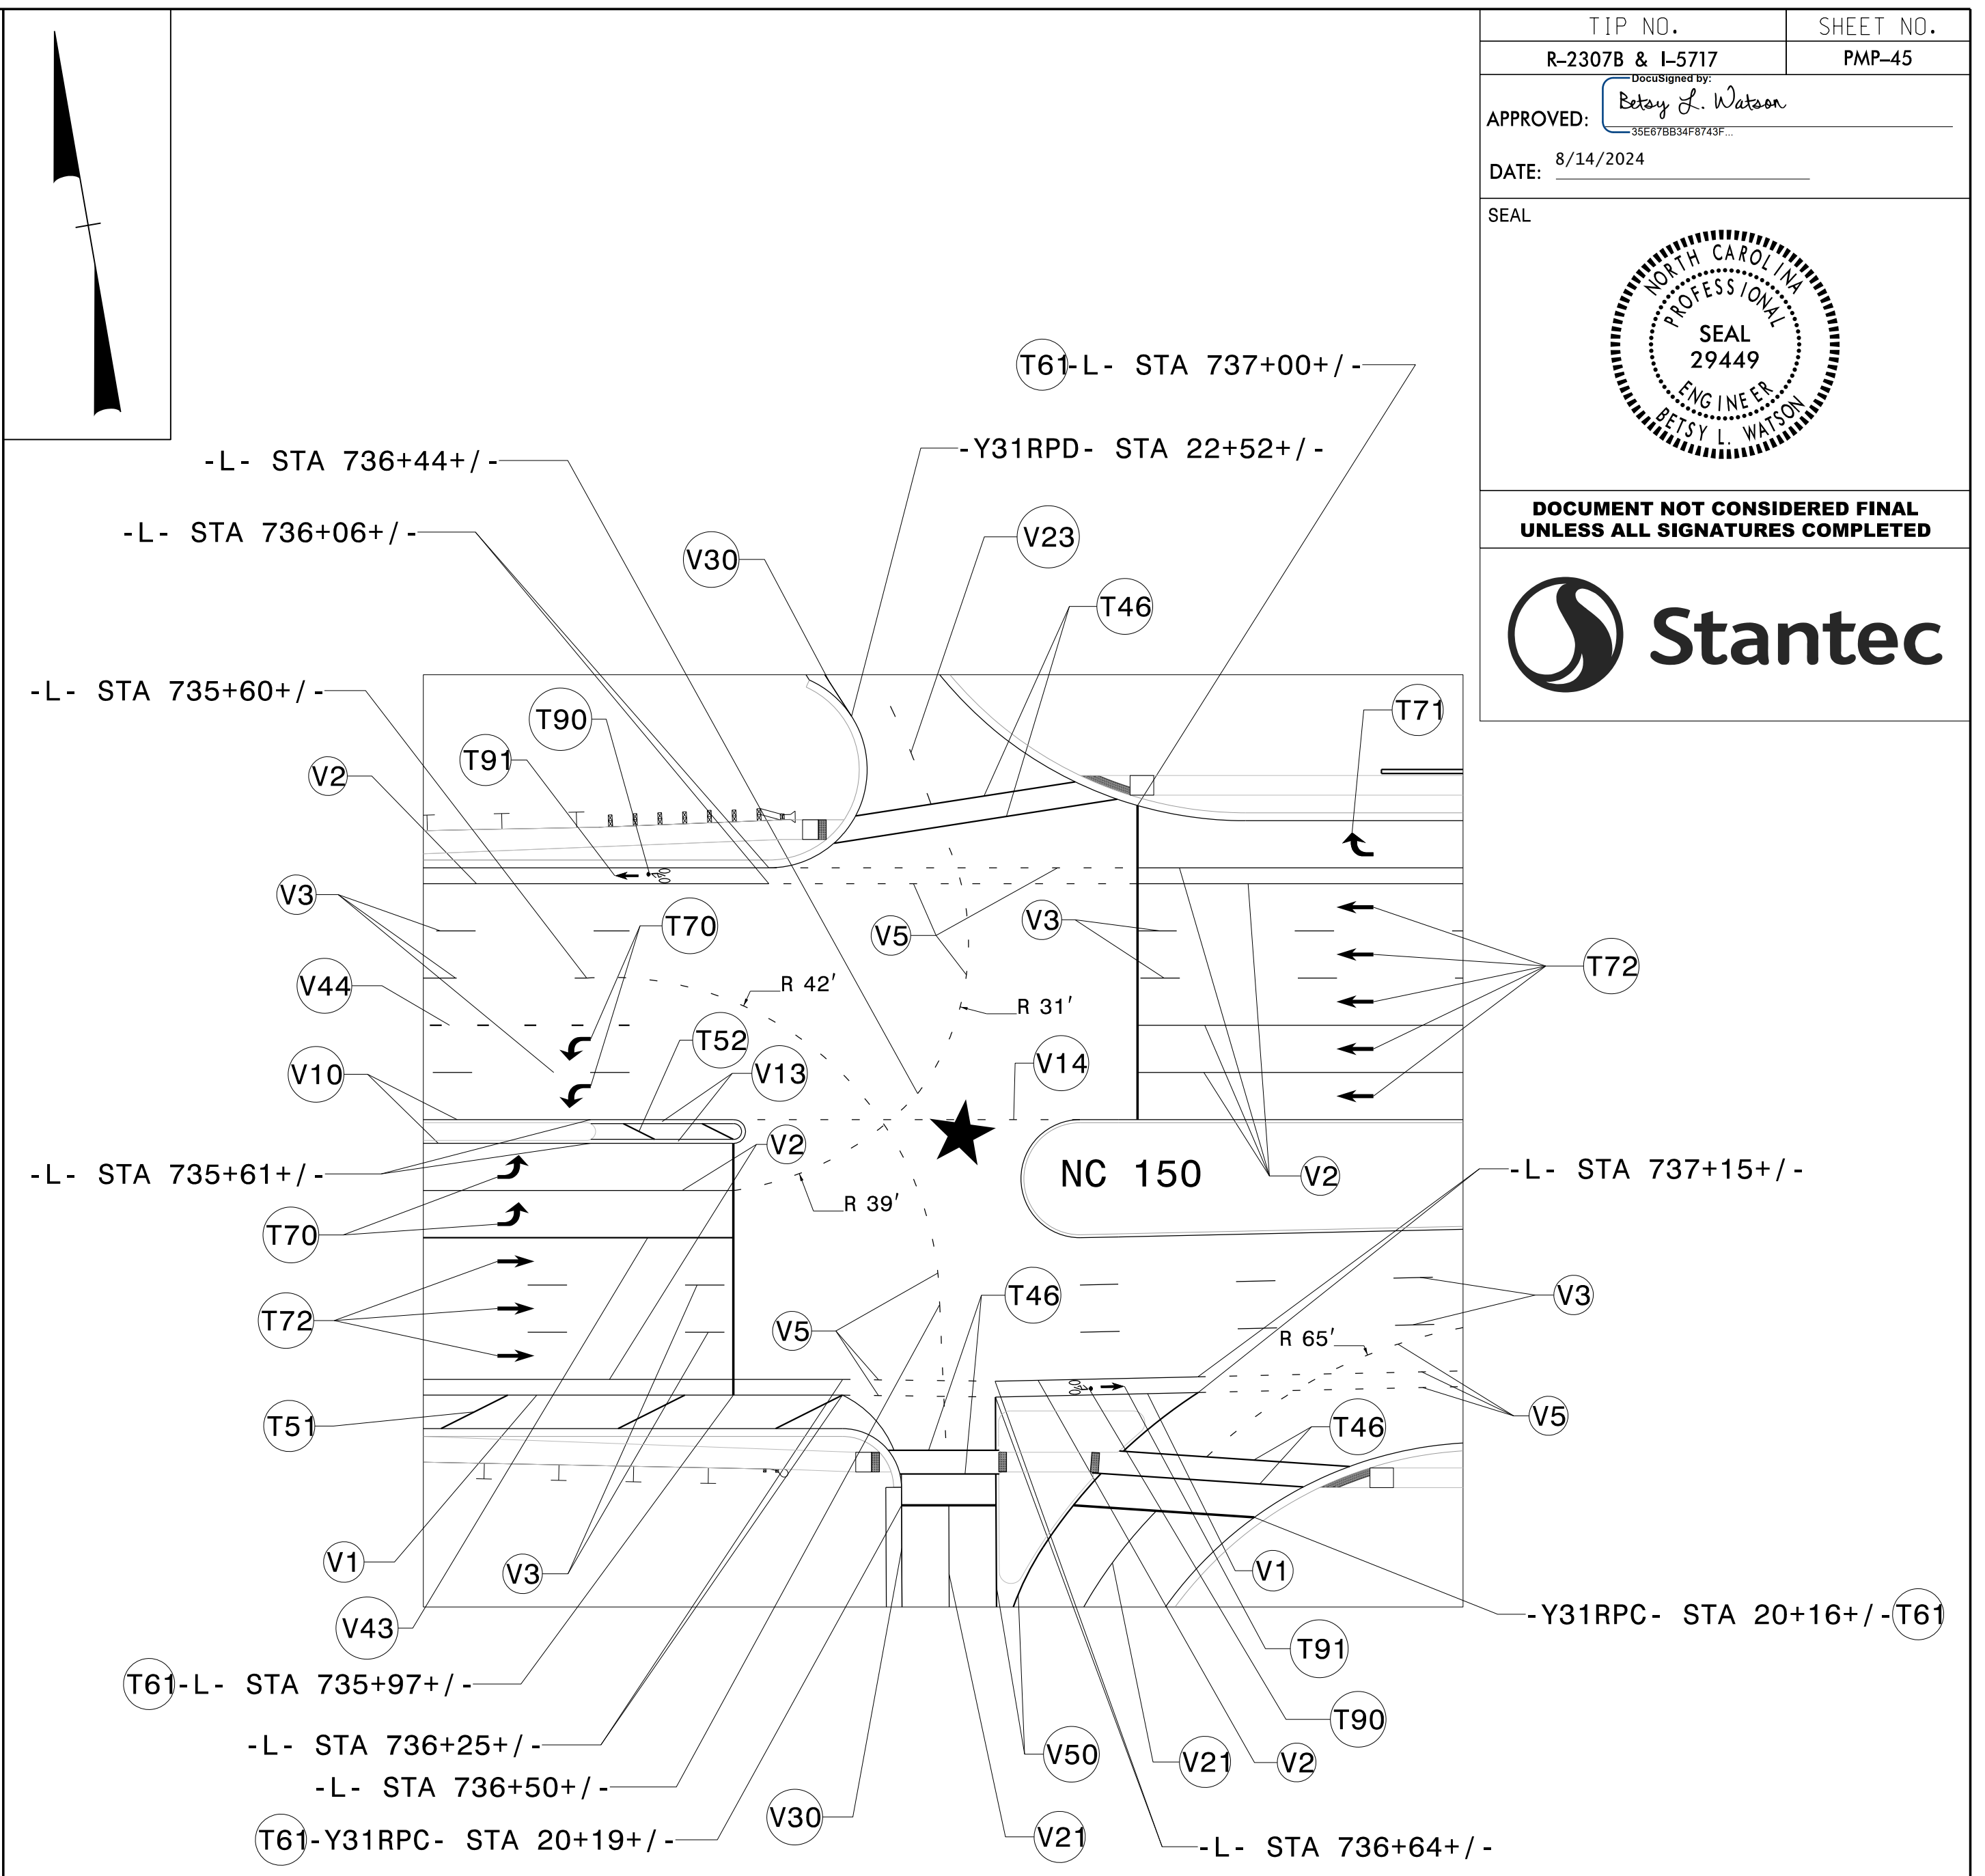 TIP NO.
SHEET NO.
R-2307B & I-5717
PMP-45
DocuSigned by:
Betsy L. Watson
APPROVED:
35E67BB34F8743F...
DATE: 8/14/2024
SEAL
NORTH CAROLINA
PROFESSIONAL
SEAL
29449
ENGINEER
BETSY L. WATSON
DOCUMENT NOT CONSIDERED FINAL
UNLESS ALL SIGNATURES COMPLETED
Stantec
T61 -L- STA 737+00+/-
-L- STA 736+44+/-
-Y31RPD- STA 22+52+/-
-L- STA 736+06+/-
V30
V23
T46
-L- STA 735+60+/-
T90
T71
T91
V2
V3
T70
V5
V3
T72
V44
R 42'
R 31'
T52
V14
V10
V13
V2
NC 150
V2
-L- STA 737+15+/-
-L- STA 735+61+/-
R 39'
T70
T46
V3
T72
V5
R 65'
T51
V5
T46
V1
V3
V1
-Y31RPC- STA 20+16+/- T61
V43
T91
T61 -L- STA 735+97+/-
T90
-L- STA 736+25+/-
V50
V21
V2
-L- STA 736+50+/-
V30
T61 -Y31RPC- STA 20+19+/-
V21
-L- STA 736+64+/-